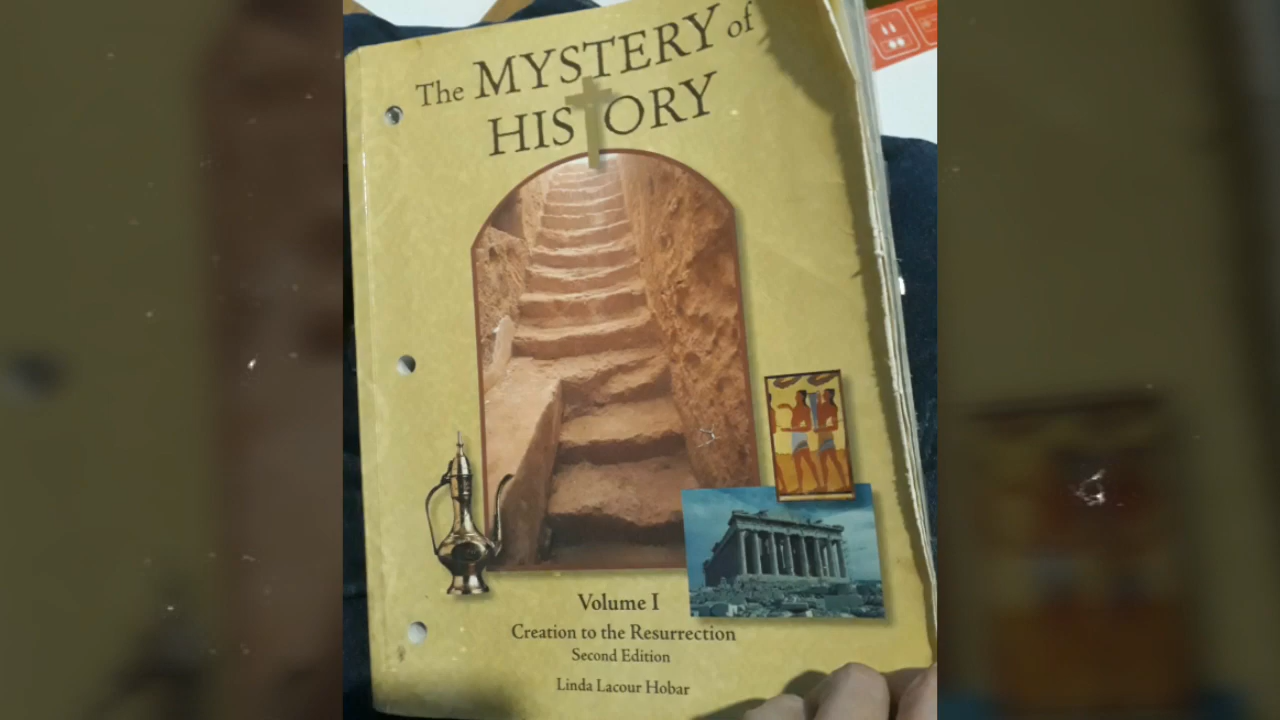 The MYSTERY of
HISTORY
Volume I
Creation to the Resurrection
Second Edition
Linda Lacour Hobar